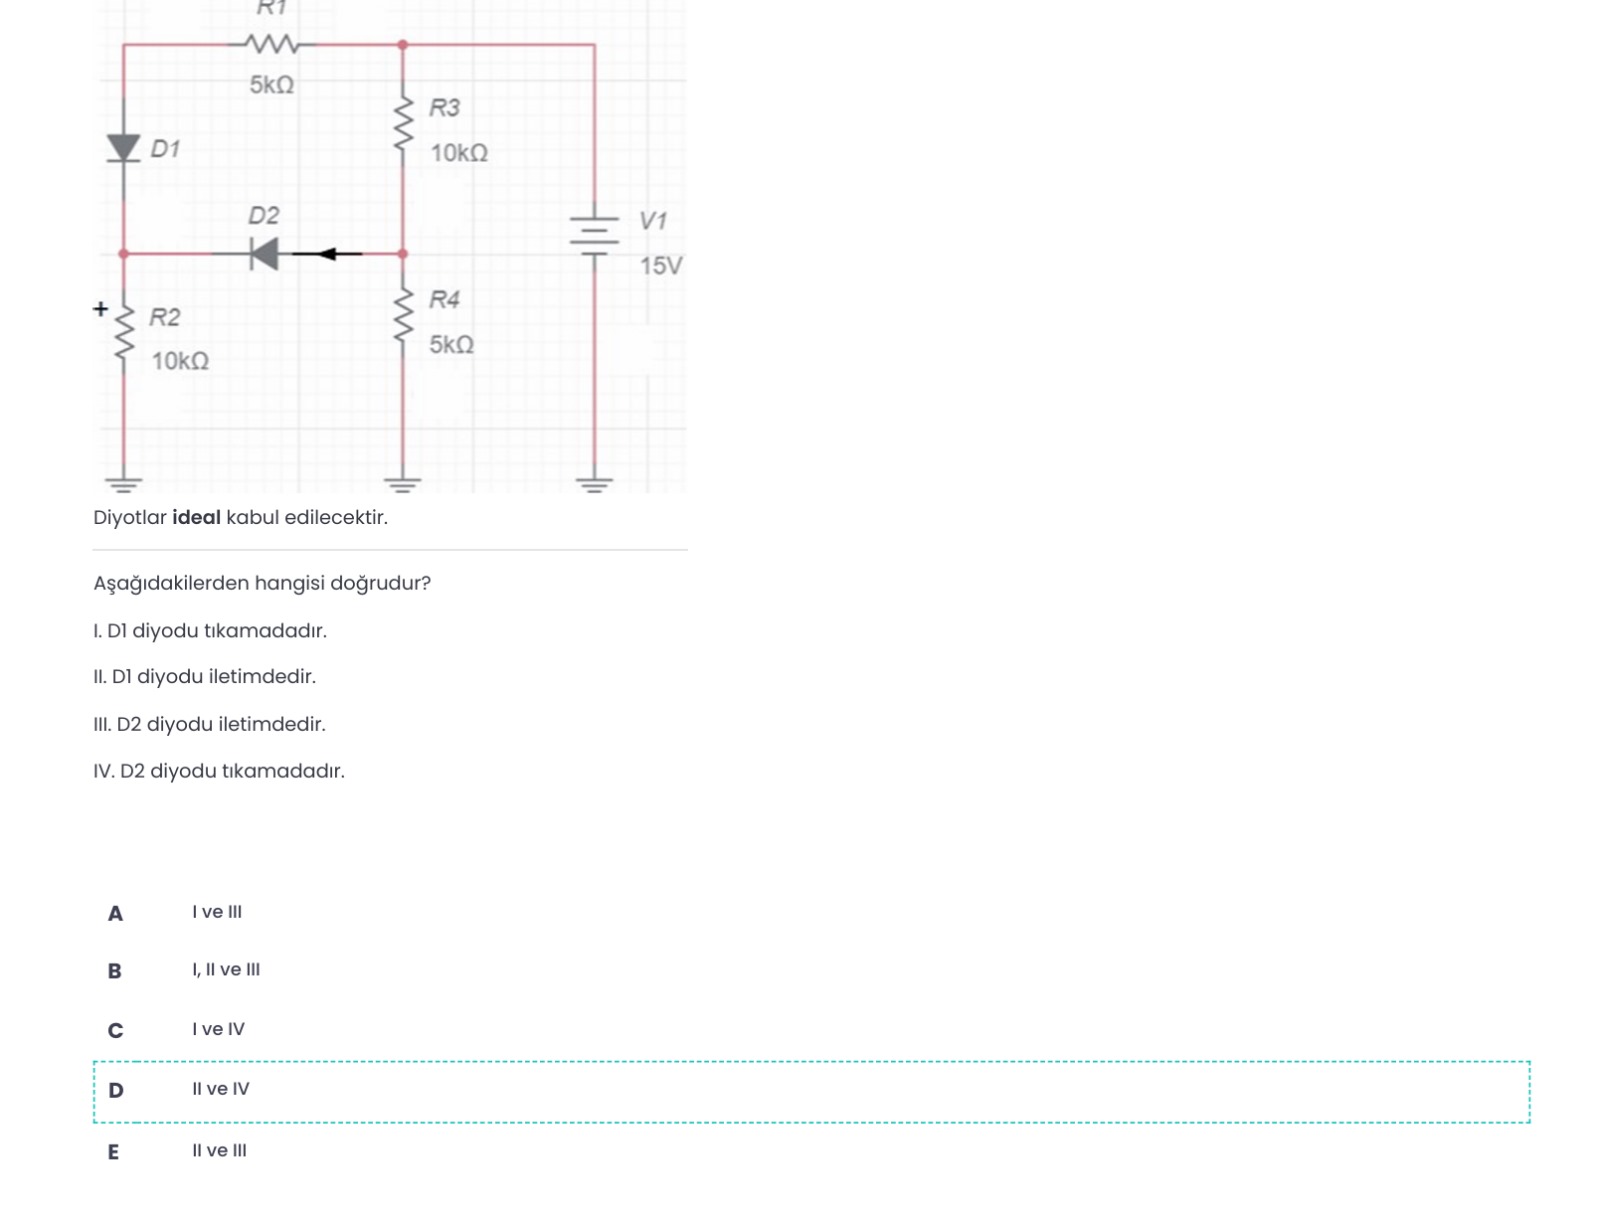 R1
5kΩ
R3
10kΩ
D1
D2
V1
15V
R4
5kΩ
+
R2
10kΩ
Diyotlar ideal kabul edilecektir.
Aşağıdakilerden hangisi doğrudur?
I. D1 diyodu tıkamadadır.
II. D1 diyodu iletimdedir.
III. D2 diyodu iletimdedir.
IV. D2 diyodu tıkamadadır.
A I ve III
B I, II ve III
C I ve IV
D II ve IV
E II ve III